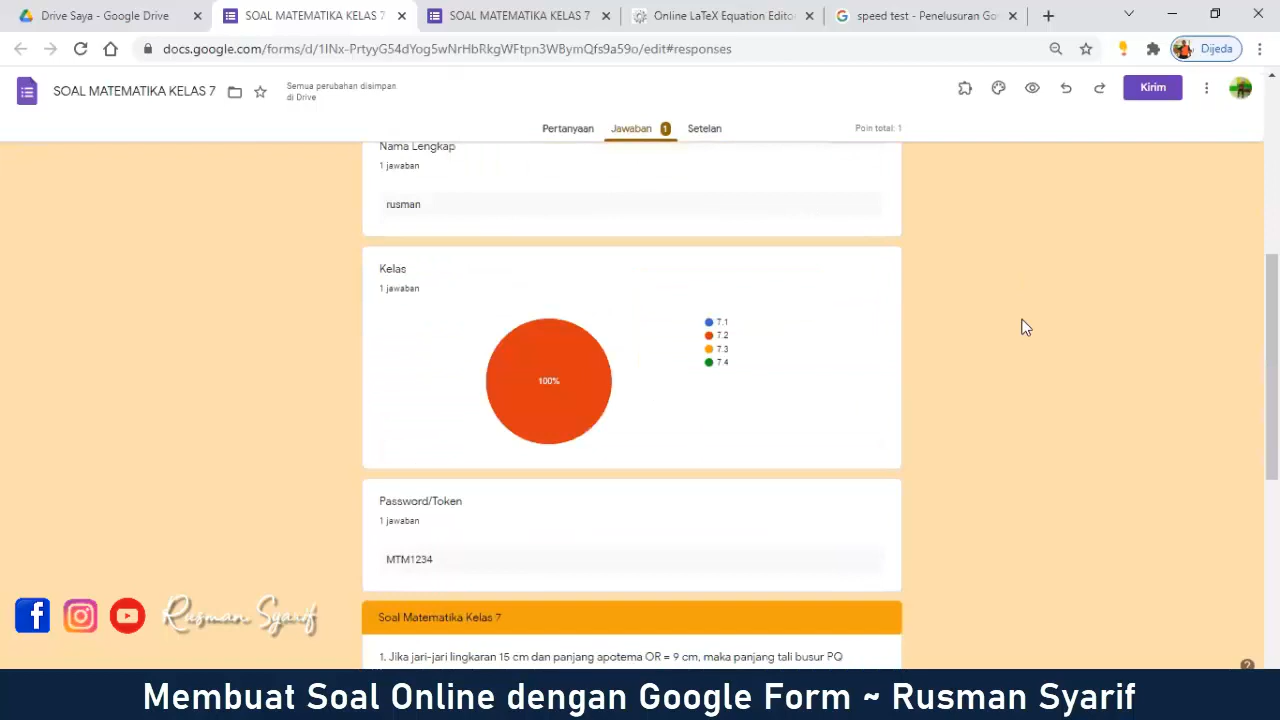 Drive Saya - Google Drive
SOAL MATEMATIKA KELAS 7
SOAL MATEMATIKA KELAS 7
Online LaTeX Equation Editor
speed test - Penelusuran Go
docs.google.com/forms/d/1INx-PrtyyG54dYog5wNrHbRkgWFtpn3WBymQfs9a59o/edit#responses
Dijeda
SOAL MATEMATIKA KELAS 7
Semua perubahan disimpan
di Drive
Kirim
Pertanyaan
Jawaban 1
Setelan
Poin total: 1
Nama Lengkap
1 jawaban
rusman
Kelas
1 jawaban
100%
7.1
7.2
7.3
7.4
Password/Token
1 jawaban
MTM1234
Soal Matematika Kelas 7
1. Jika jari-jari lingkaran 15 cm dan panjang apotema OR = 9 cm, maka panjang tali busur PQ
Rusman Syarif
Membuat Soal Online dengan Google Form ~ Rusman Syarif